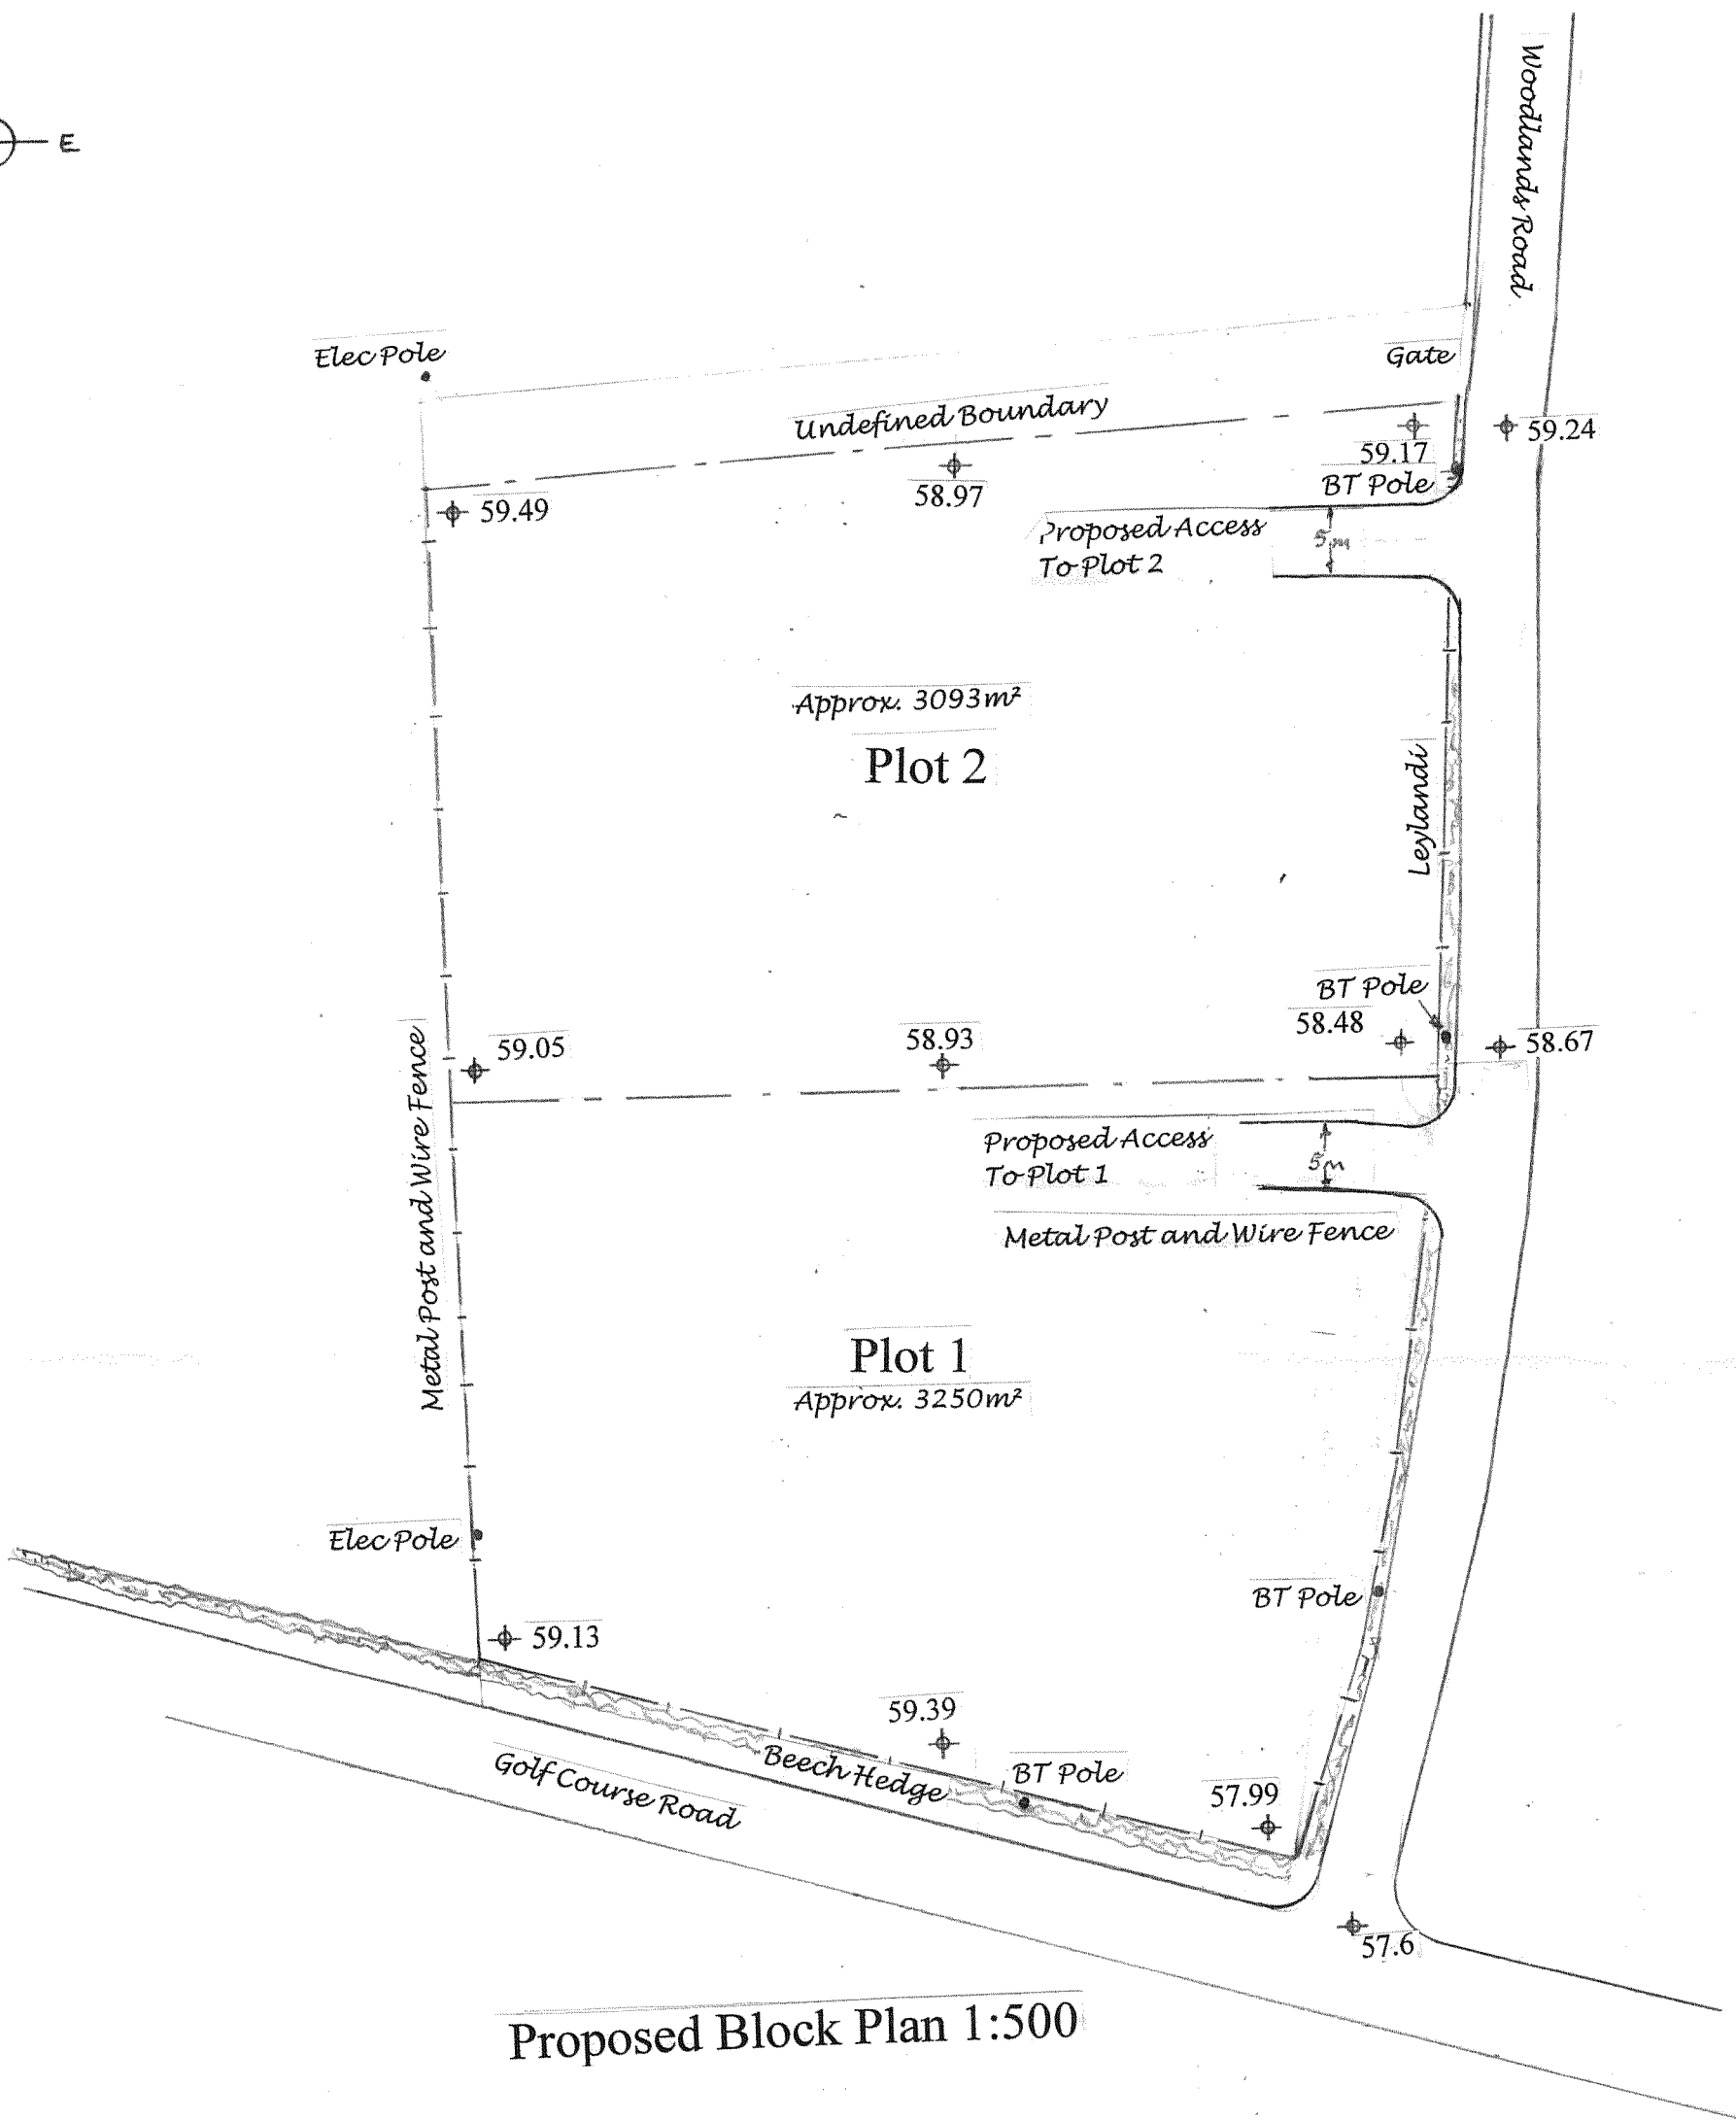 Woodlands Road
E
Elec Pole
Gate
Undefined Boundary
59.24
59.17
BT Pole
58.97
59.49
Proposed Access
To Plot 2
5m
Approx. 3093m²
Plot 2
Leylandi
BT Pole
58.48
58.67
58.93
59.05
Metal Post and Wire Fence
Proposed Access
To Plot 1
5m
Metal Post and Wire Fence
Plot 1
Approx. 3250m²
Elec Pole
BT Pole
59.13
59.39
Beech Hedge
BT Pole
57.99
Golf Course Road
57.6
Proposed Block Plan 1:500